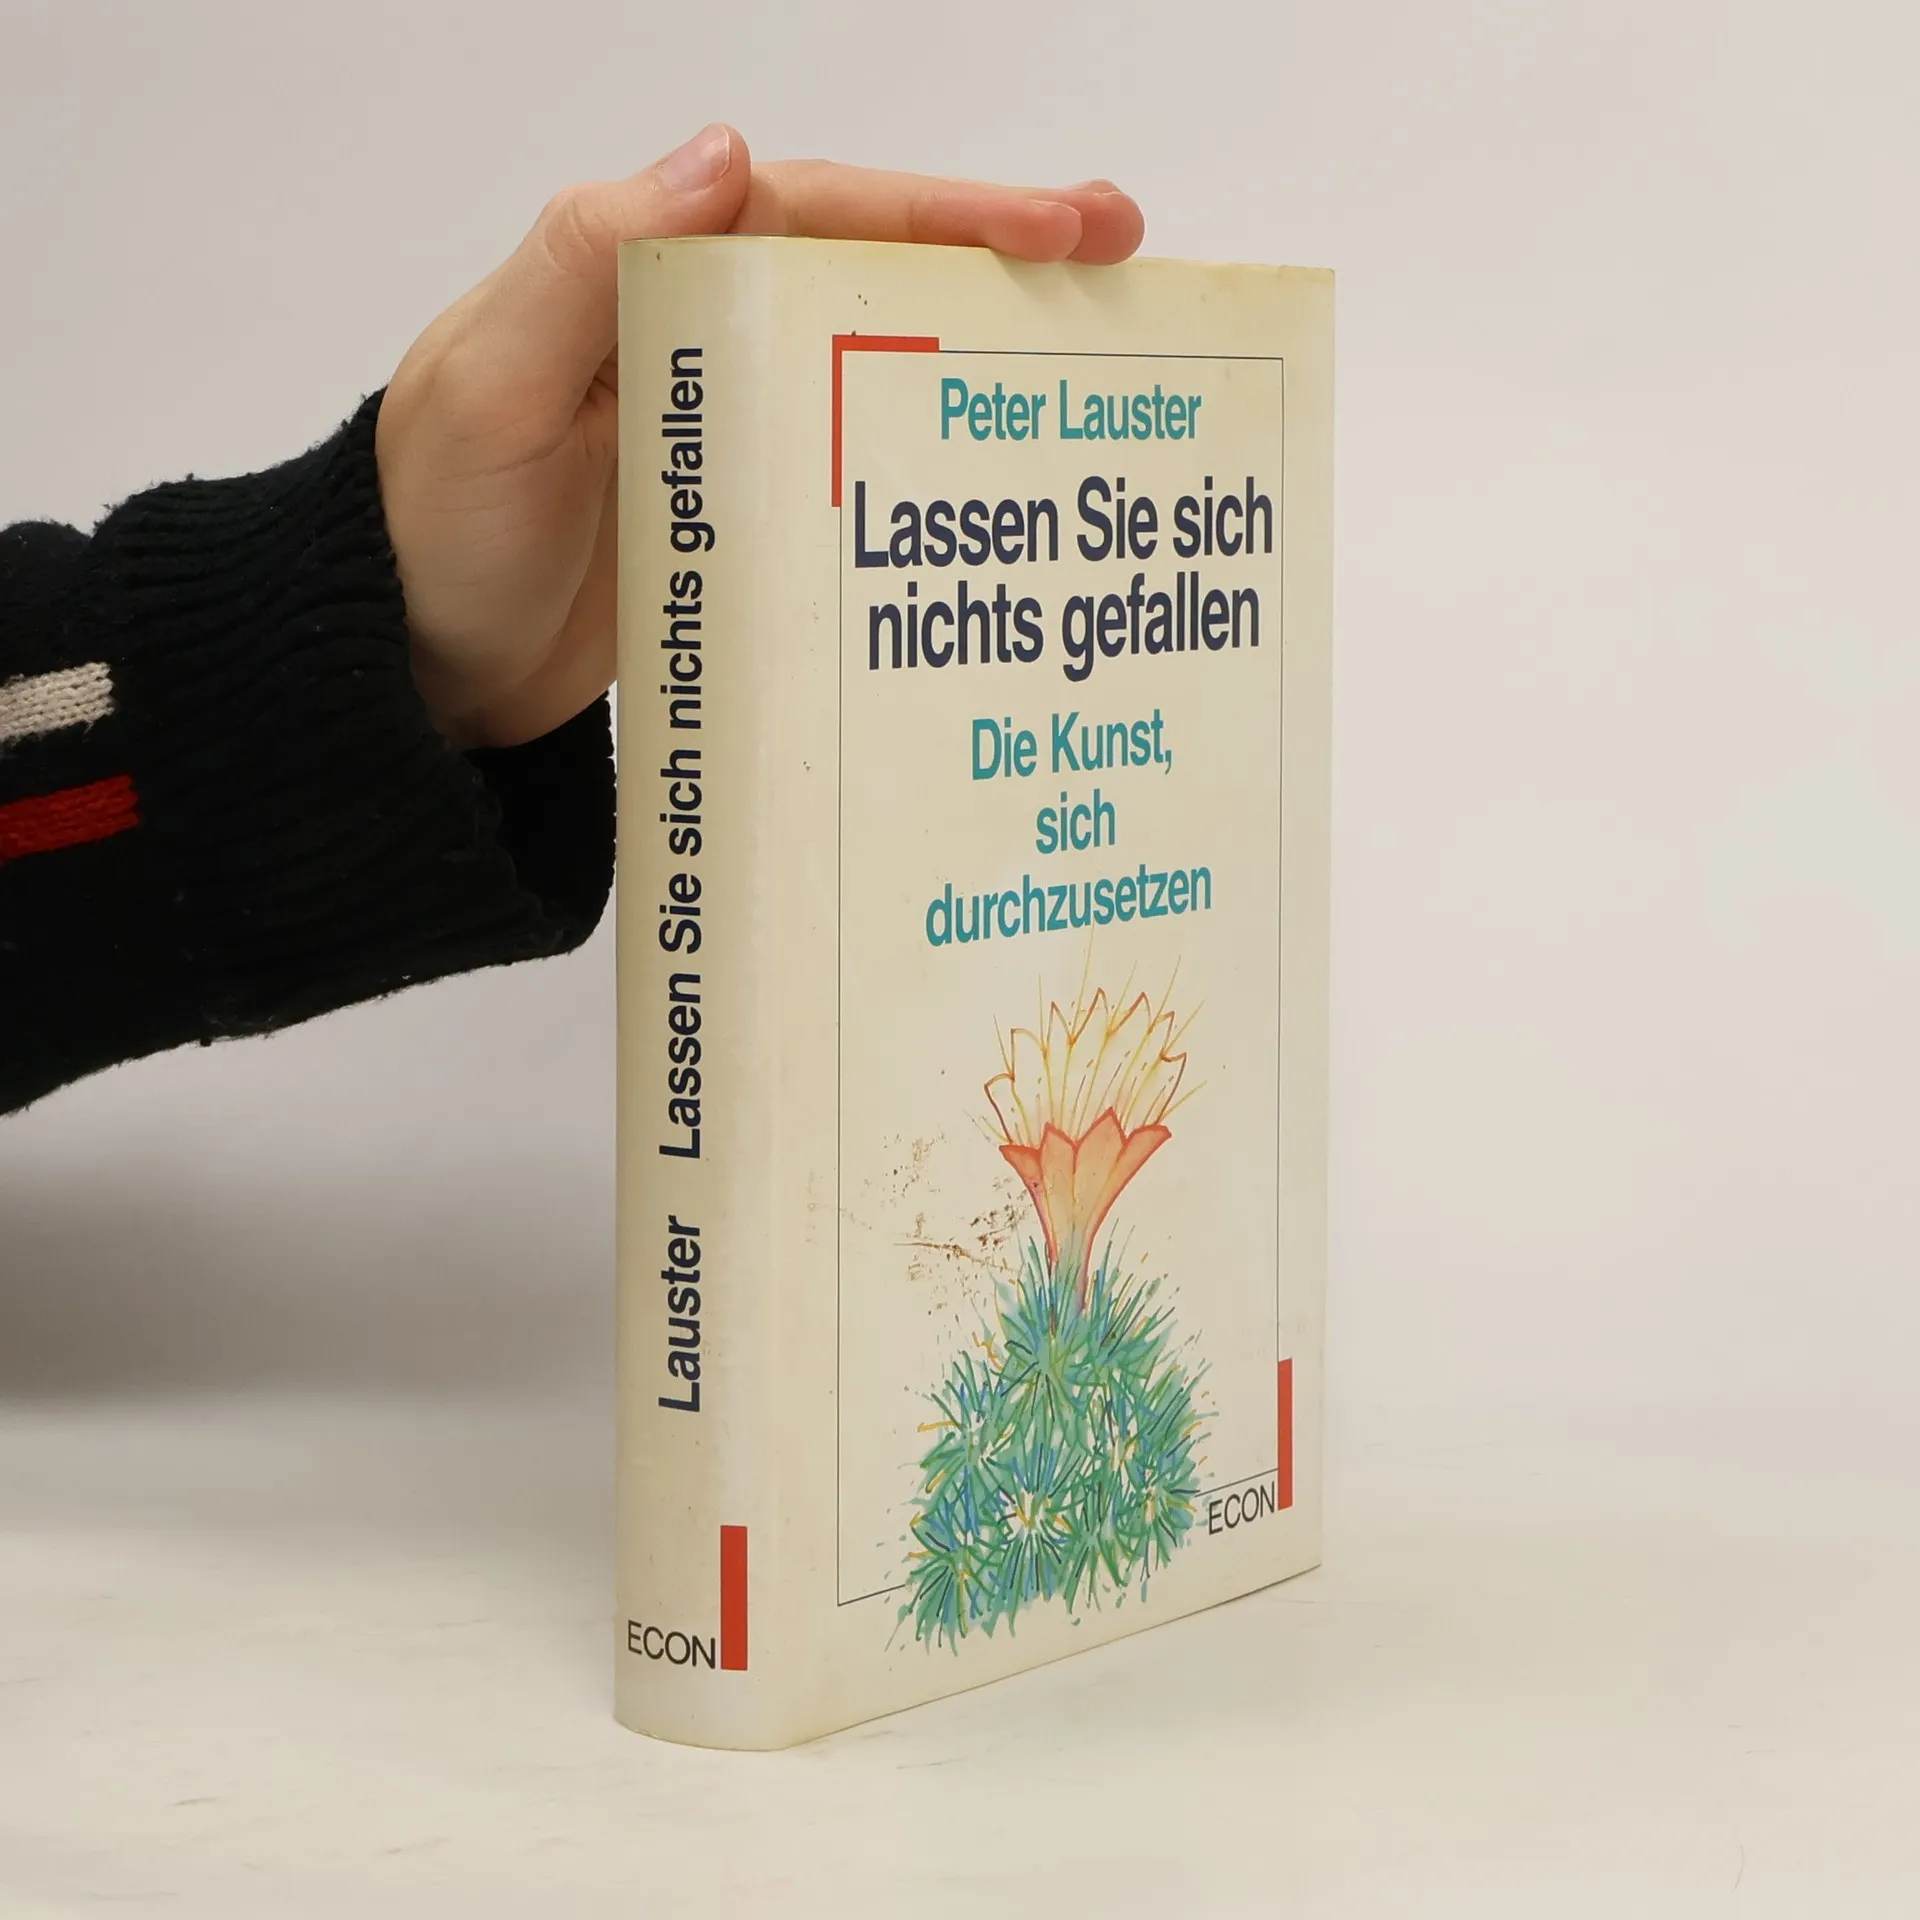 Lauster Lassen Sie sich nichts gefallen
ECON
Peter Lauster
Lassen Sie sich
nichts gefallen
Die Kunst,
sich
durchzusetzen
ECON